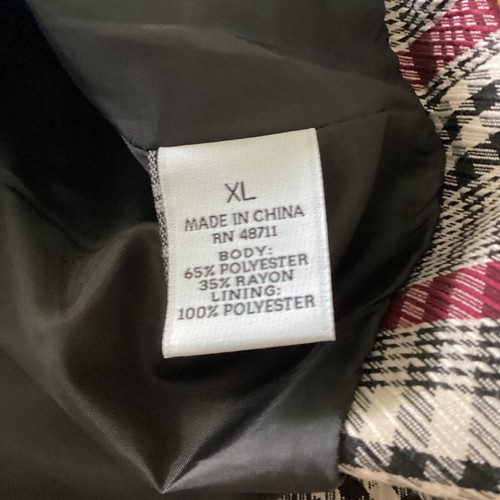 XL
MADE IN CHINA
RN 48711
BODY:
65% POLYESTER
35% RAYON
LINING:
100% POLYESTER